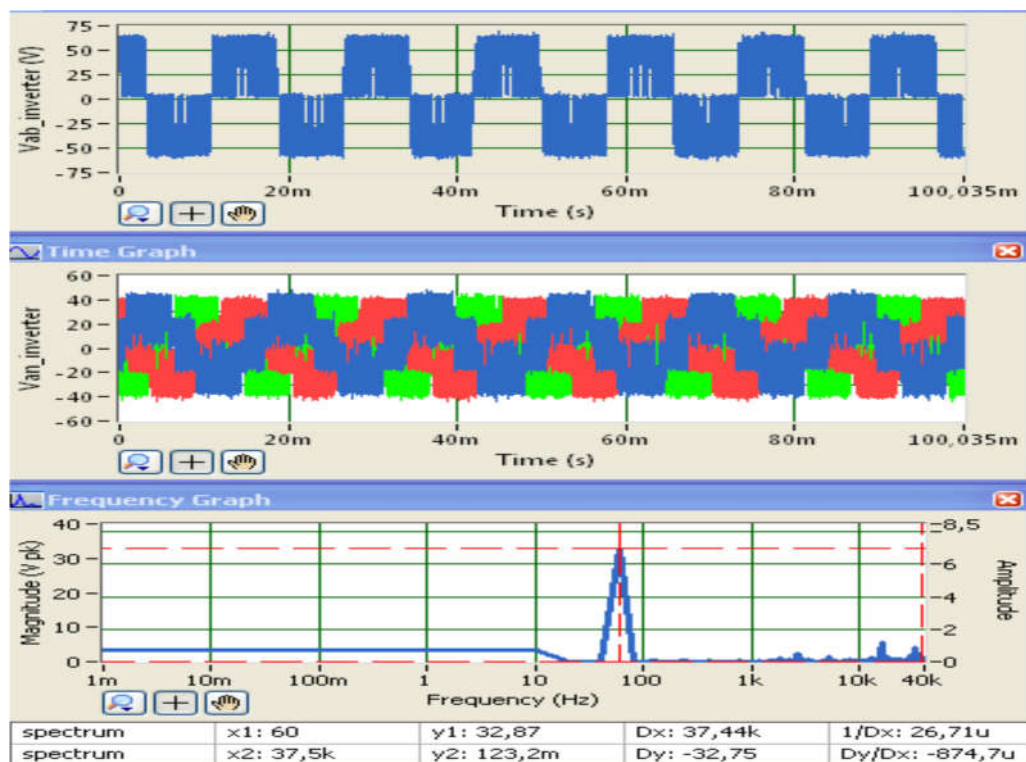 75
50
25
0
-25
-50
-75
Vab_inverter (V)
0 20m 40m 60m 80m 100,035m
Time (s)
Time Graph
60
40
20
0
-20
-40
-60
Van_inverter
0 20m 40m 60m 80m 100,035m
Time (s)
Frequency Graph
40
30
20
10
0
Magnitude (V pk)
8,5
6
4
2
0
Amplitude
1m 10m 100m 1 10 100 1k 10k 40k
Frequency (Hz)
spectrum x1: 60 y1: 32,87 Dx: 37,44k 1/Dx: 26,71u
spectrum x2: 37,5k y2: 123,2m Dy: -32,75 Dy/Dx: -874,7u